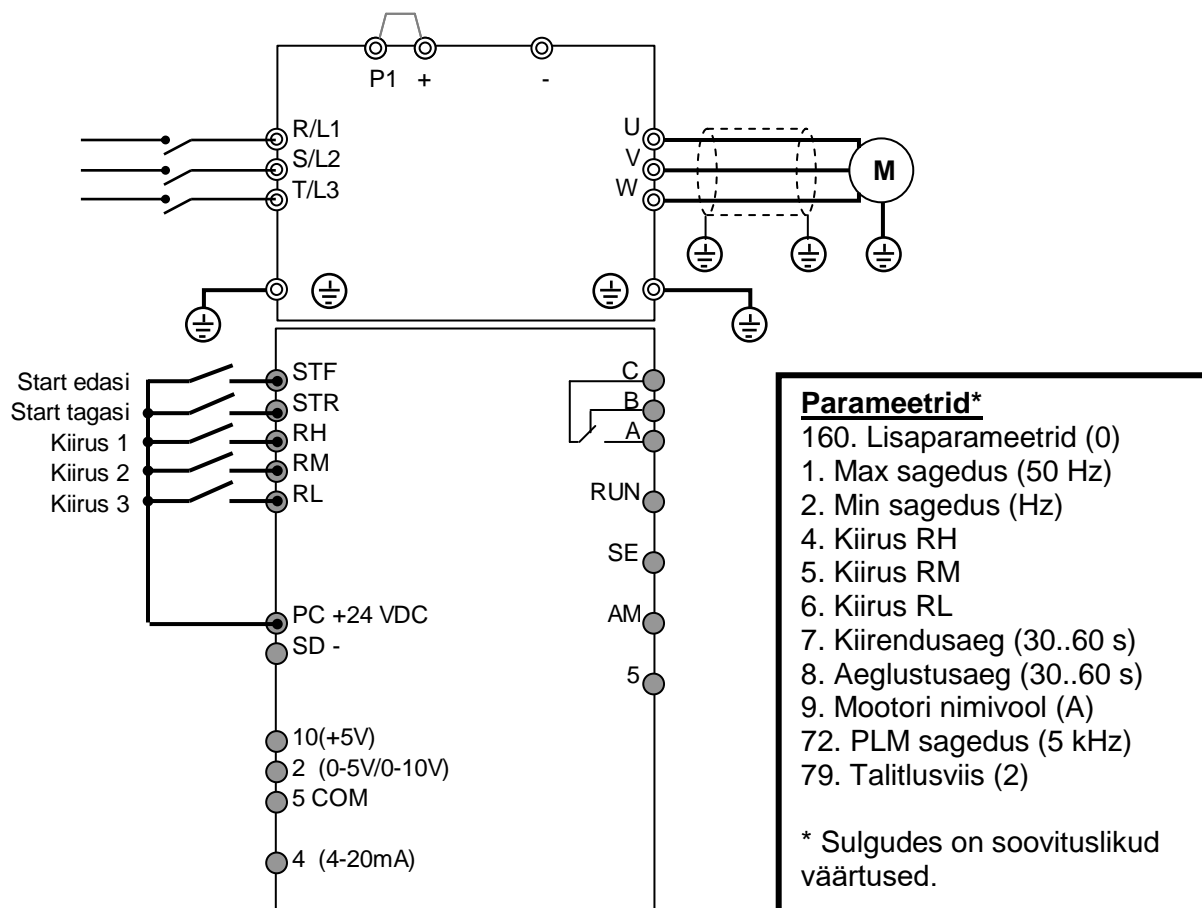 P1 + -
R/L1
S/L2
T/L3
U
V
W
M
Start edasi
Start tagasi
Kiirus 1
Kiirus 2
Kiirus 3
STF
STR
RH
RM
RL
PC +24 VDC
SD -
10(+5V)
2 (0-5V/0-10V)
5 COM
4 (4-20mA)
C
B
A
RUN
SE
AM
5
Parameetrid*
160. Lisaparameetrid (0)
1. Max sagedus (50 Hz)
2. Min sagedus (Hz)
4. Kiirus RH
5. Kiirus RM
6. Kiirus RL
7. Kiirendusaeg (30..60 s)
8. Aeglustusaeg (30..60 s)
9. Mootori nimivool (A)
72. PLM sagedus (5 kHz)
79. Talitlusviis (2)
* Sulgudes on soovituslikud
väärtused.